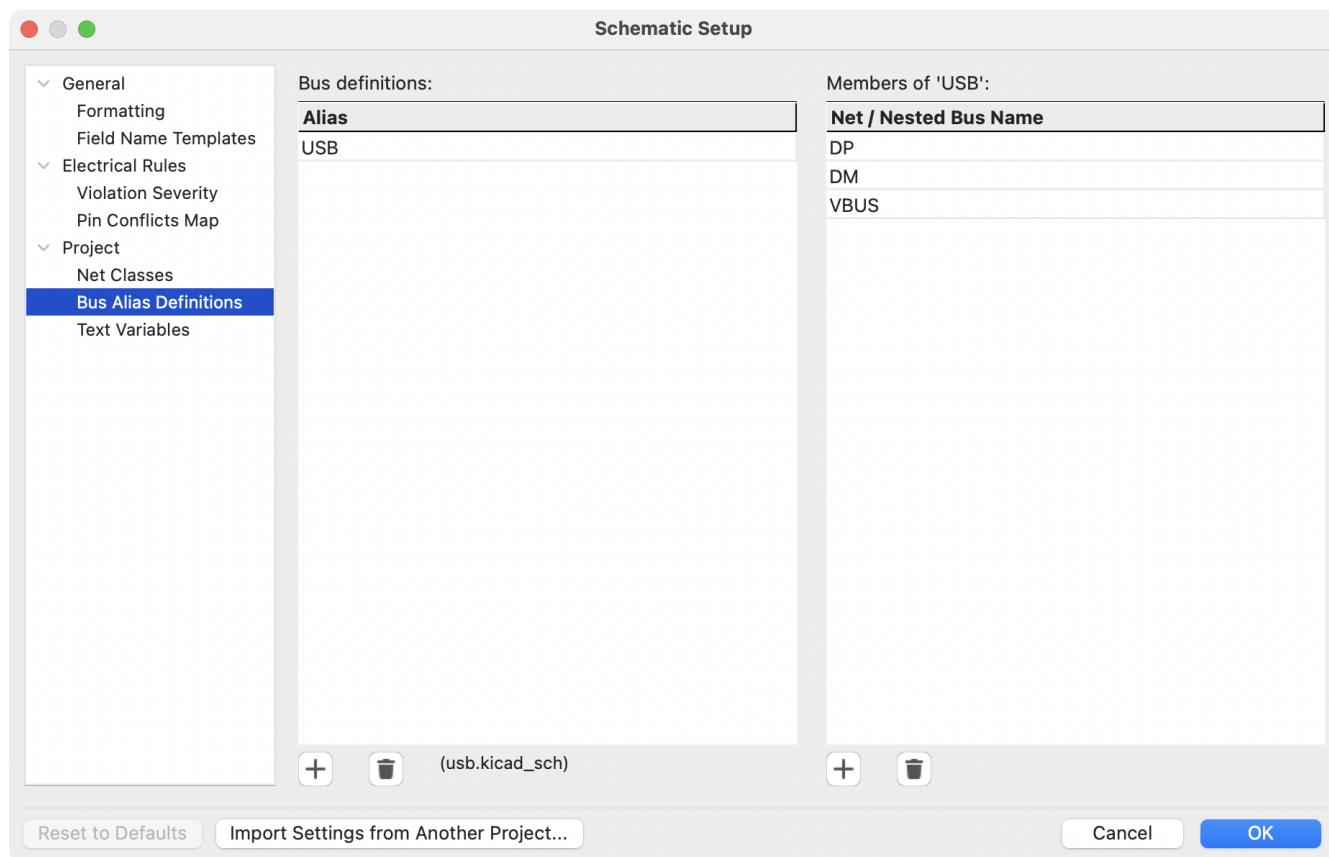 Schematic Setup
General
Formatting
Field Name Templates
Electrical Rules
Violation Severity
Pin Conflicts Map
Project
Net Classes
Bus Alias Definitions
Text Variables
Bus definitions:
Alias
USB
(usb.kicad_sch)
Members of 'USB':
Net / Nested Bus Name
DP
DM
VBUS
Reset to Defaults
Import Settings from Another Project...
Cancel
OK